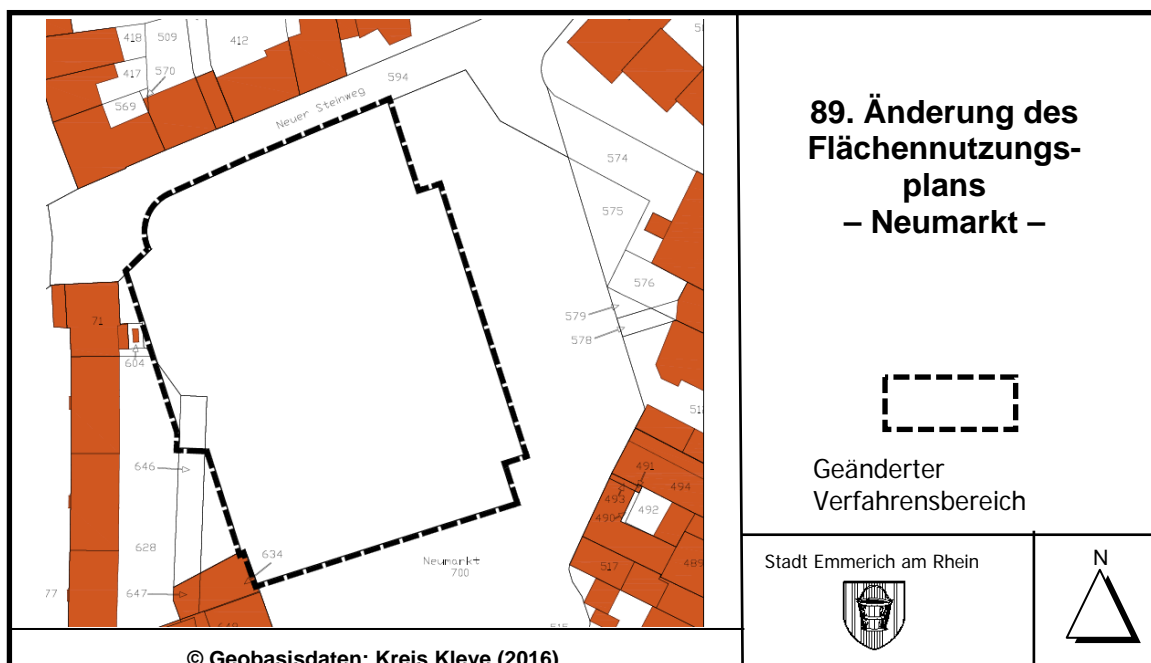 418
509
412
417
570
569
594
Neuer Steinweg
574
575
576
579
578
71
604
646
628
634
77
647
Neumarkt
700
491
494
493
492
490
517
489
89. Änderung des
Flächennutzungs-
plans
– Neumarkt –
Geänderter
Verfahrensbereich
Stadt Emmerich am Rhein
N
© Geobasisdaten: Kreis Kleve (2016)